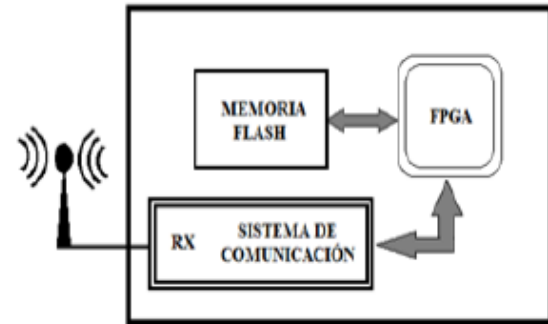 MEMORIA
FLASH
FPGA
RX
SISTEMA DE
COMUNICACIÓN